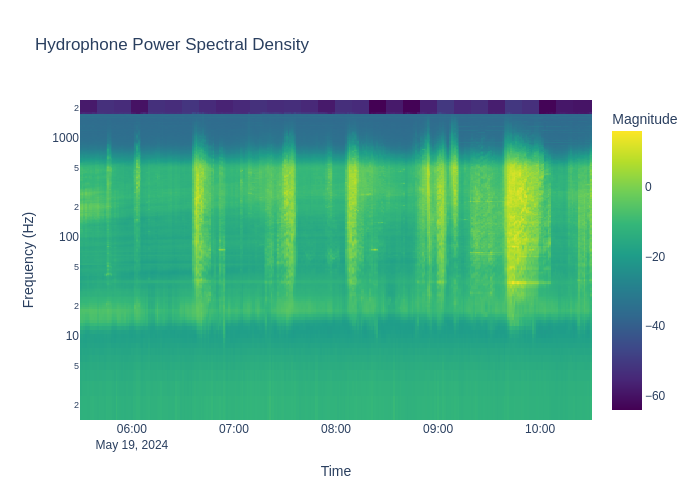 Hydrophone Power Spectral Density
Magnitude
0
−20
−40
−60
Frequency (Hz)
2
1000
5
2
100
5
2
10
5
2
06:00 07:00 08:00 09:00 10:00
May 19, 2024
Time